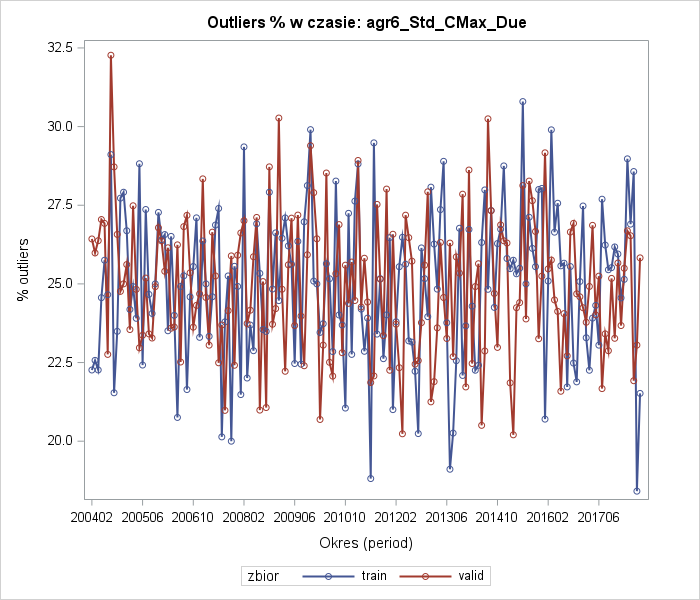 Outliers % w czasie: agr6_Std_CMax_Due
% outliers
32.5
30.0
27.5
25.0
22.5
20.0
200402 200506 200610 200802 200906 201010 201202 201306 201410 201602 201706
Okres (period)
zbior train valid